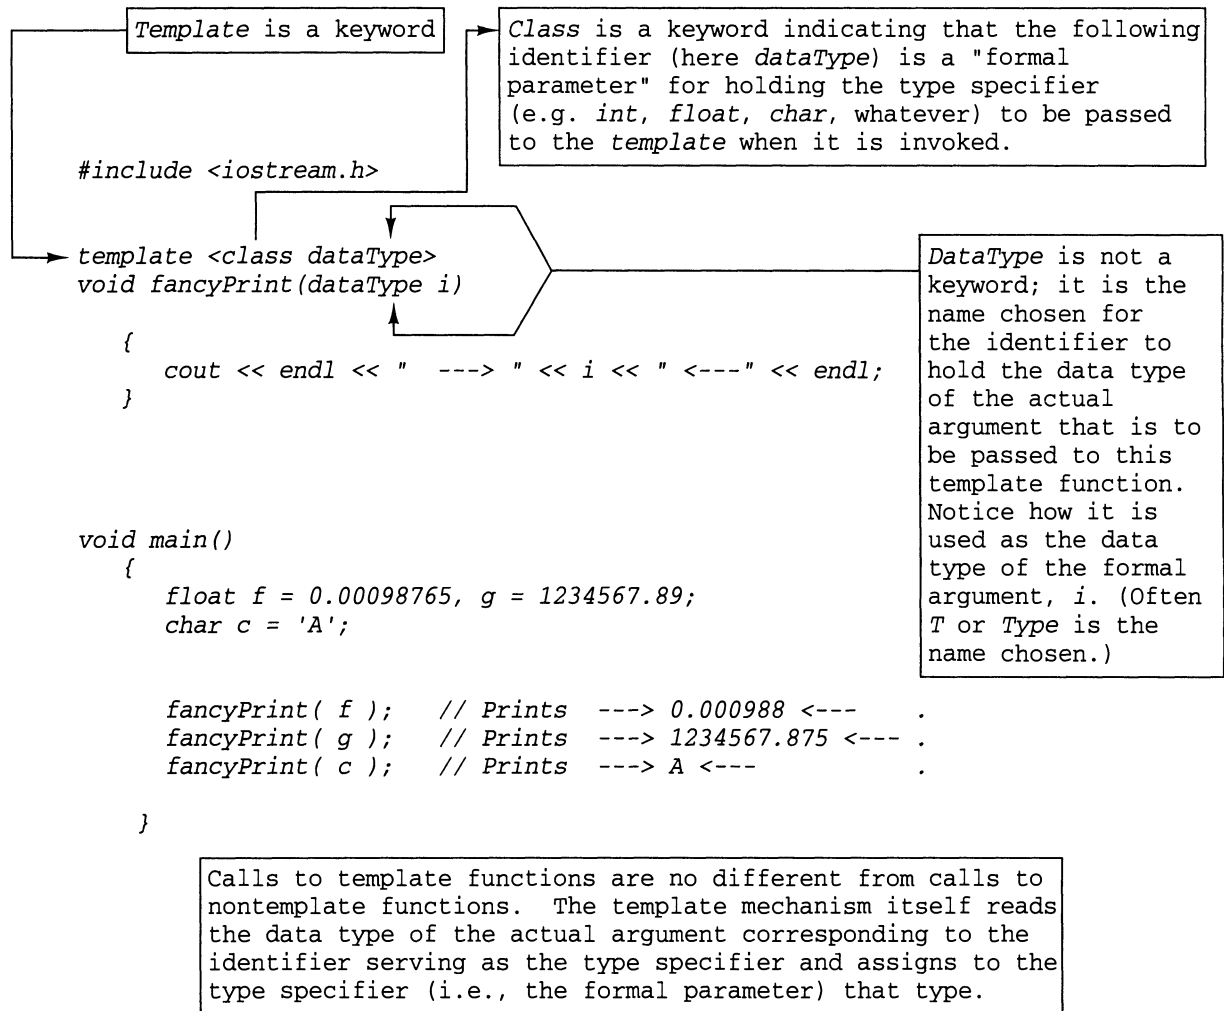 Template is a keyword
Class is a keyword indicating that the following
identifier (here dataType) is a "formal
parameter" for holding the type specifier
(e.g. int, float, char, whatever) to be passed
to the template when it is invoked.
#include <iostream.h>
template <class dataType>
void fancyPrint(dataType i)
{
cout << endl << "  ---> " << i << " <---" << endl;
}
DataType is not a
keyword; it is the
name chosen for
the identifier to
hold the data type
of the actual
argument that is to
be passed to this
template function.
Notice how it is
used as the data
type of the formal
argument, i. (Often
T or Type is the
name chosen.)
void main()
{
float f = 0.00098765, g = 1234567.89;
char c = 'A';
fancyPrint( f );   // Prints  ---> 0.000988 <---    .
fancyPrint( g );   // Prints  ---> 1234567.875 <--- .
fancyPrint( c );   // Prints  ---> A <---           .
}
Calls to template functions are no different from calls to
nontemplate functions.  The template mechanism itself reads
the data type of the actual argument corresponding to the
identifier serving as the type specifier and assigns to the
type specifier (i.e., the formal parameter) that type.